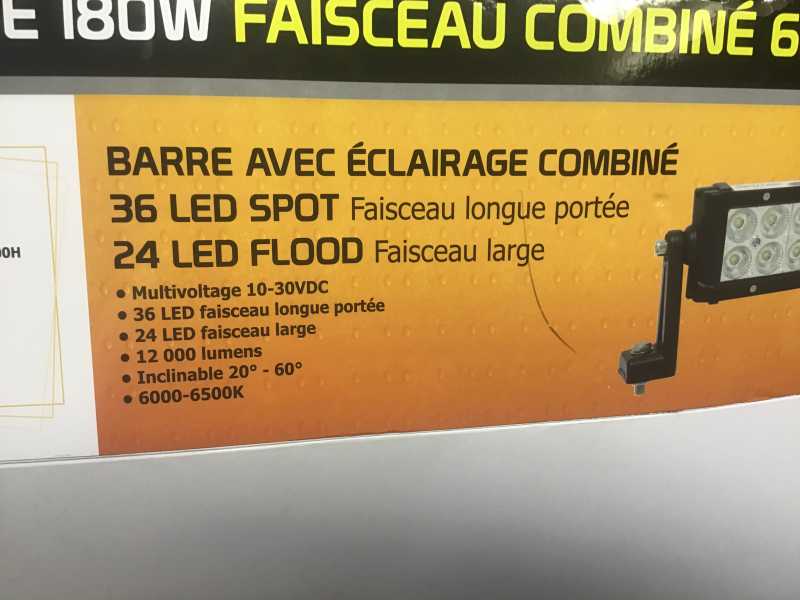 E 180W FAISCEAU COMBINÉ 6
BARRE AVEC ÉCLAIRAGE COMBINÉ
36 LED SPOT Faisceau longue portée
24 LED FLOOD Faisceau large
00H
• Multivoltage 10-30VDC
• 36 LED faisceau longue portée
• 24 LED faisceau large
• 12 000 lumens
• Inclinable 20° - 60°
• 6000-6500K